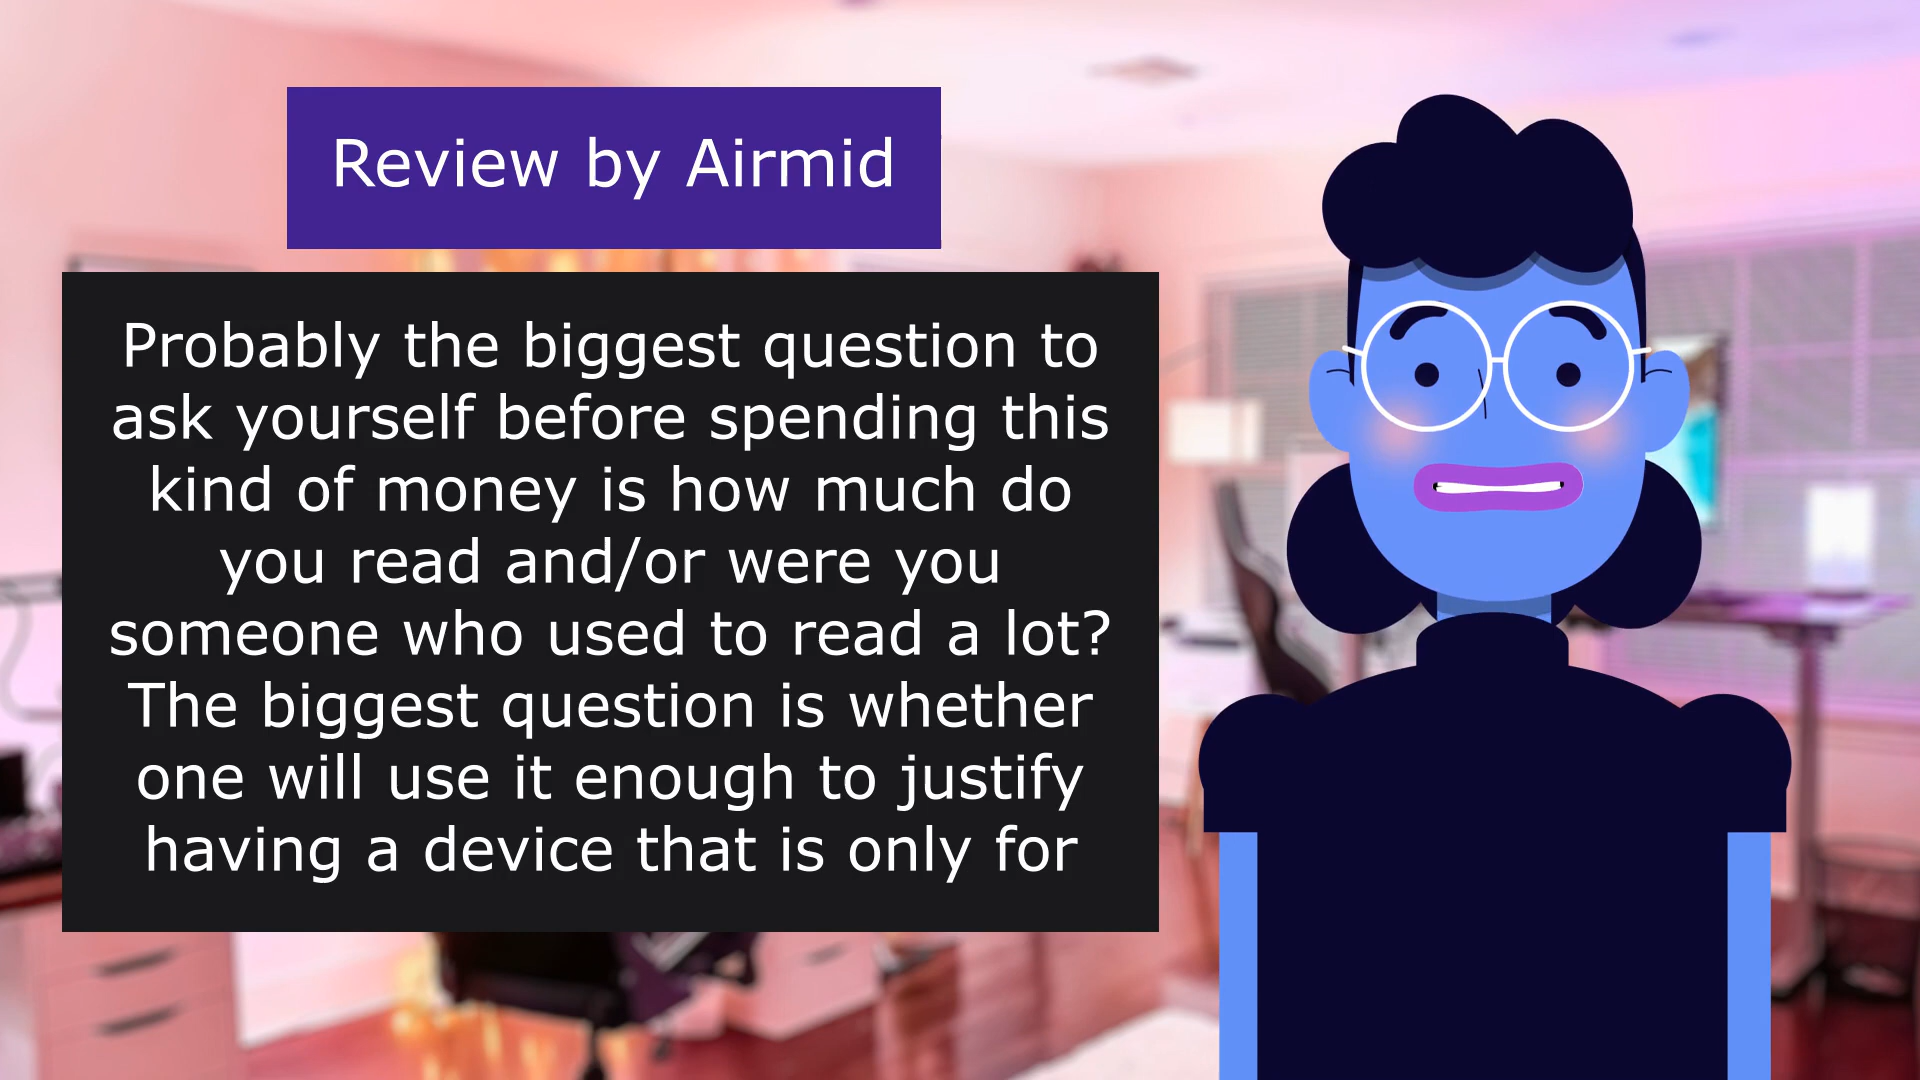 Review by Airmid
Probably the biggest question to
ask yourself before spending this
kind of money is how much do
you read and/or were you
someone who used to read a lot?
The biggest question is whether
one will use it enough to justify
having a device that is only for